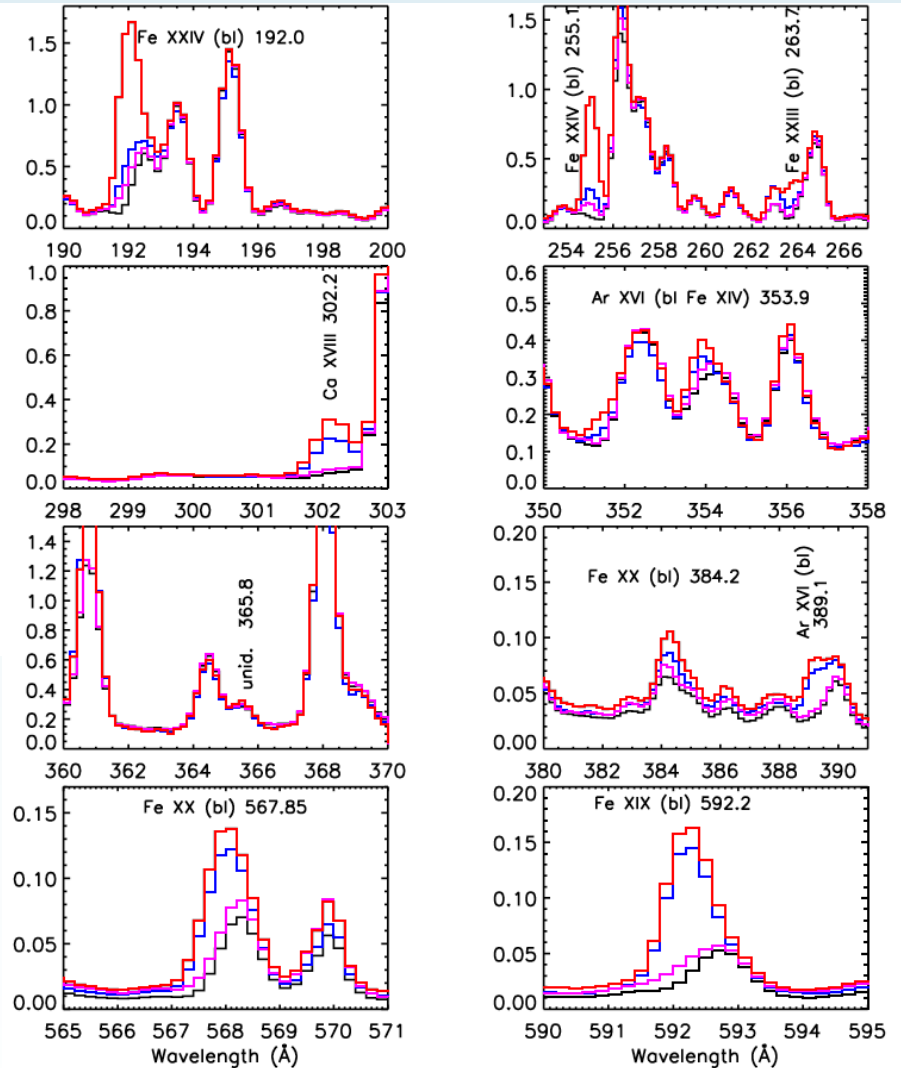 Fe XXIV (bl) 192.0
1.5
1.0
0.5
0.0
190 192 194 196 198 200
Fe XXIV (bl) 255.1
Fe XXIII (bl) 263.7
1.5
1.0
0.5
0.0
254 256 258 260 262 264 266
Ca XVIII 302.2
1.0
0.8
0.6
0.4
0.2
0.0
298 299 300 301 302 303
Ar XVI (bl Fe XIV) 353.9
0.6
0.5
0.4
0.3
0.2
0.1
0.0
350 352 354 356 358
unid. 365.8
1.4
1.2
1.0
0.8
0.6
0.4
0.2
0.0
360 362 364 366 368 370
Fe XX (bl) 384.2
Ar XVI (bl)
389.1
0.20
0.15
0.10
0.05
0.00
380 382 384 386 388 390
Fe XX (bl) 567.85
0.15
0.10
0.05
0.00
565 566 567 568 569 570 571
Wavelength (Å)
Fe XIX (bl) 592.2
0.20
0.15
0.10
0.05
0.00
590 591 592 593 594 595
Wavelength (Å)